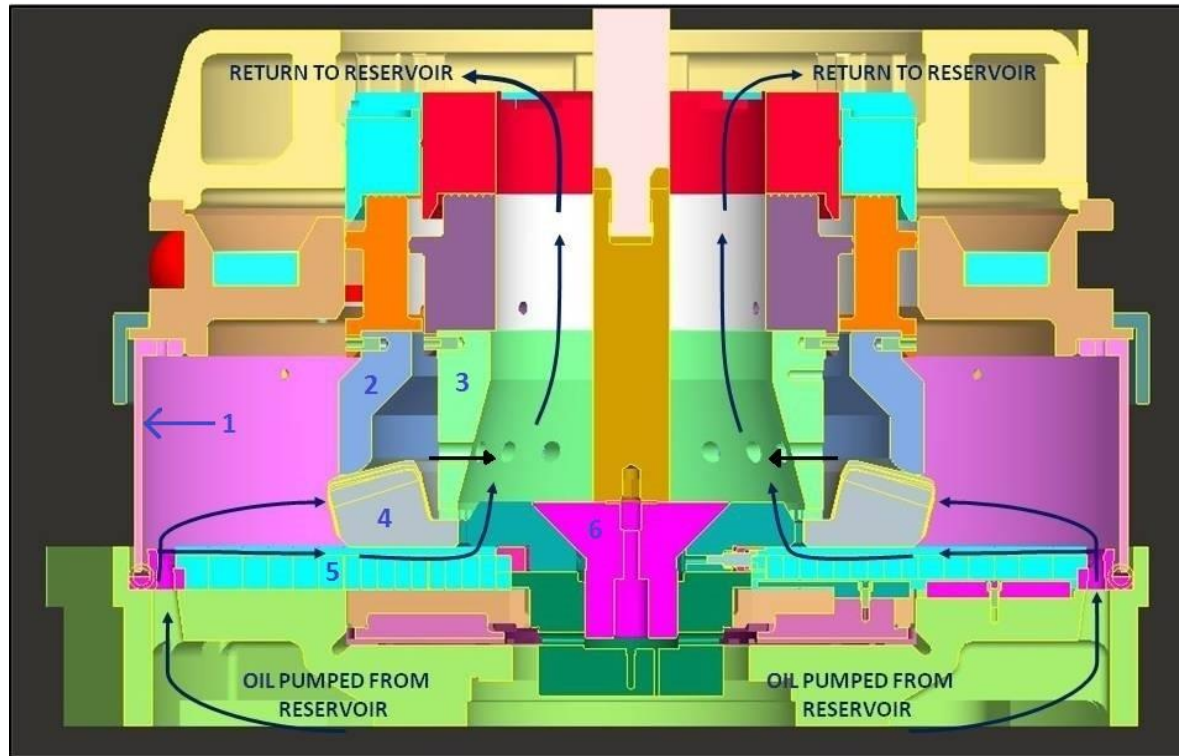 RETURN TO RESERVOIR
RETURN TO RESERVOIR
2
3
1
4
6
5
OIL PUMPED FROM
RESERVOIR
OIL PUMPED FROM
RESERVOIR